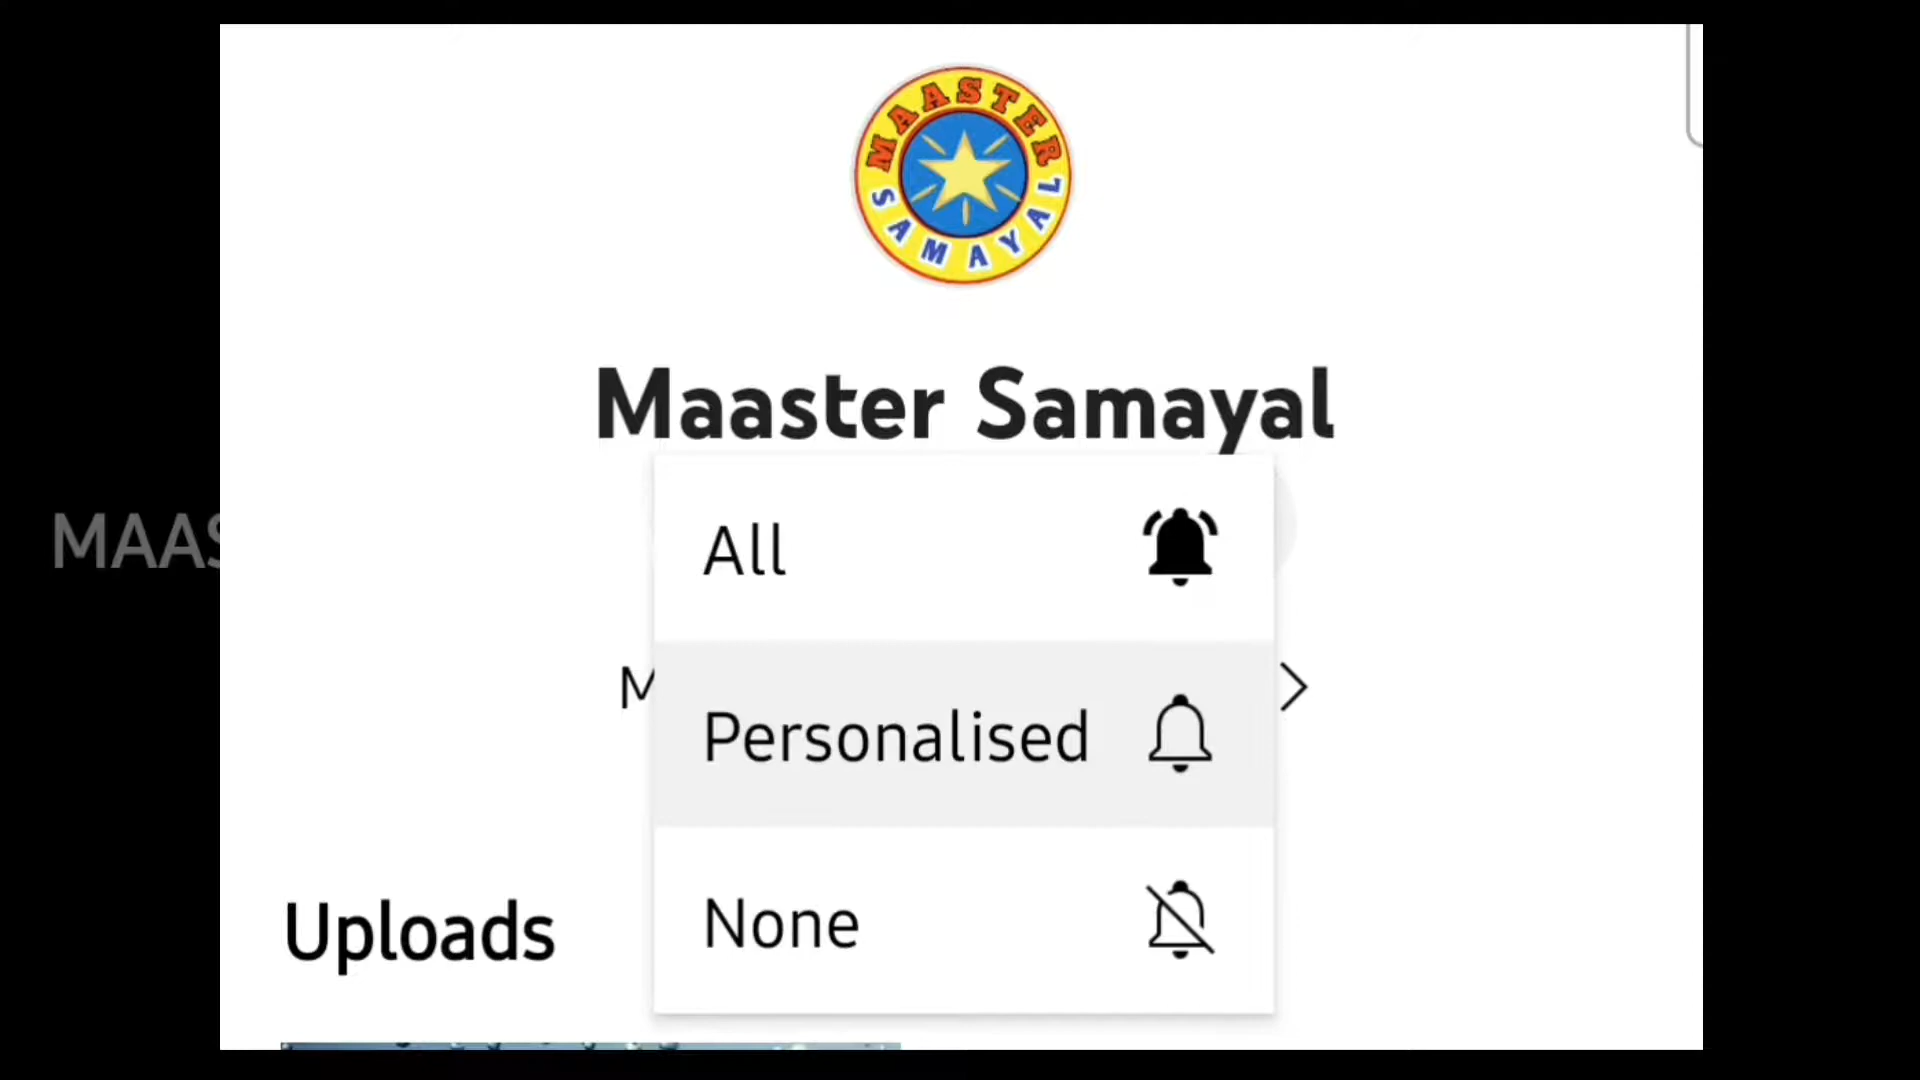 MAASTER
SAMAYAL
Maaster Samayal
All
Personalised
None
Uploads